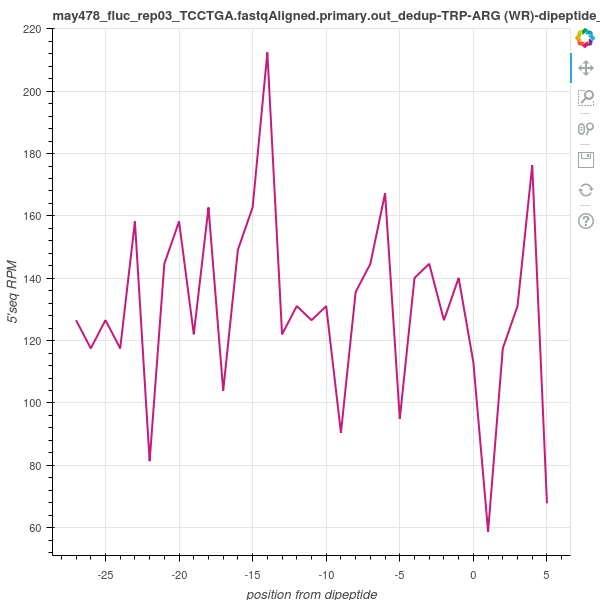 may478_fluc_rep03_TCCTGA.fastqAligned.primary.out_dedup-TRP-ARG (WR)-dipeptide_
220
200
180
160
140
120
100
80
60
5'seq RPM
-25 -20 -15 -10 -5 0 5
position from dipeptide